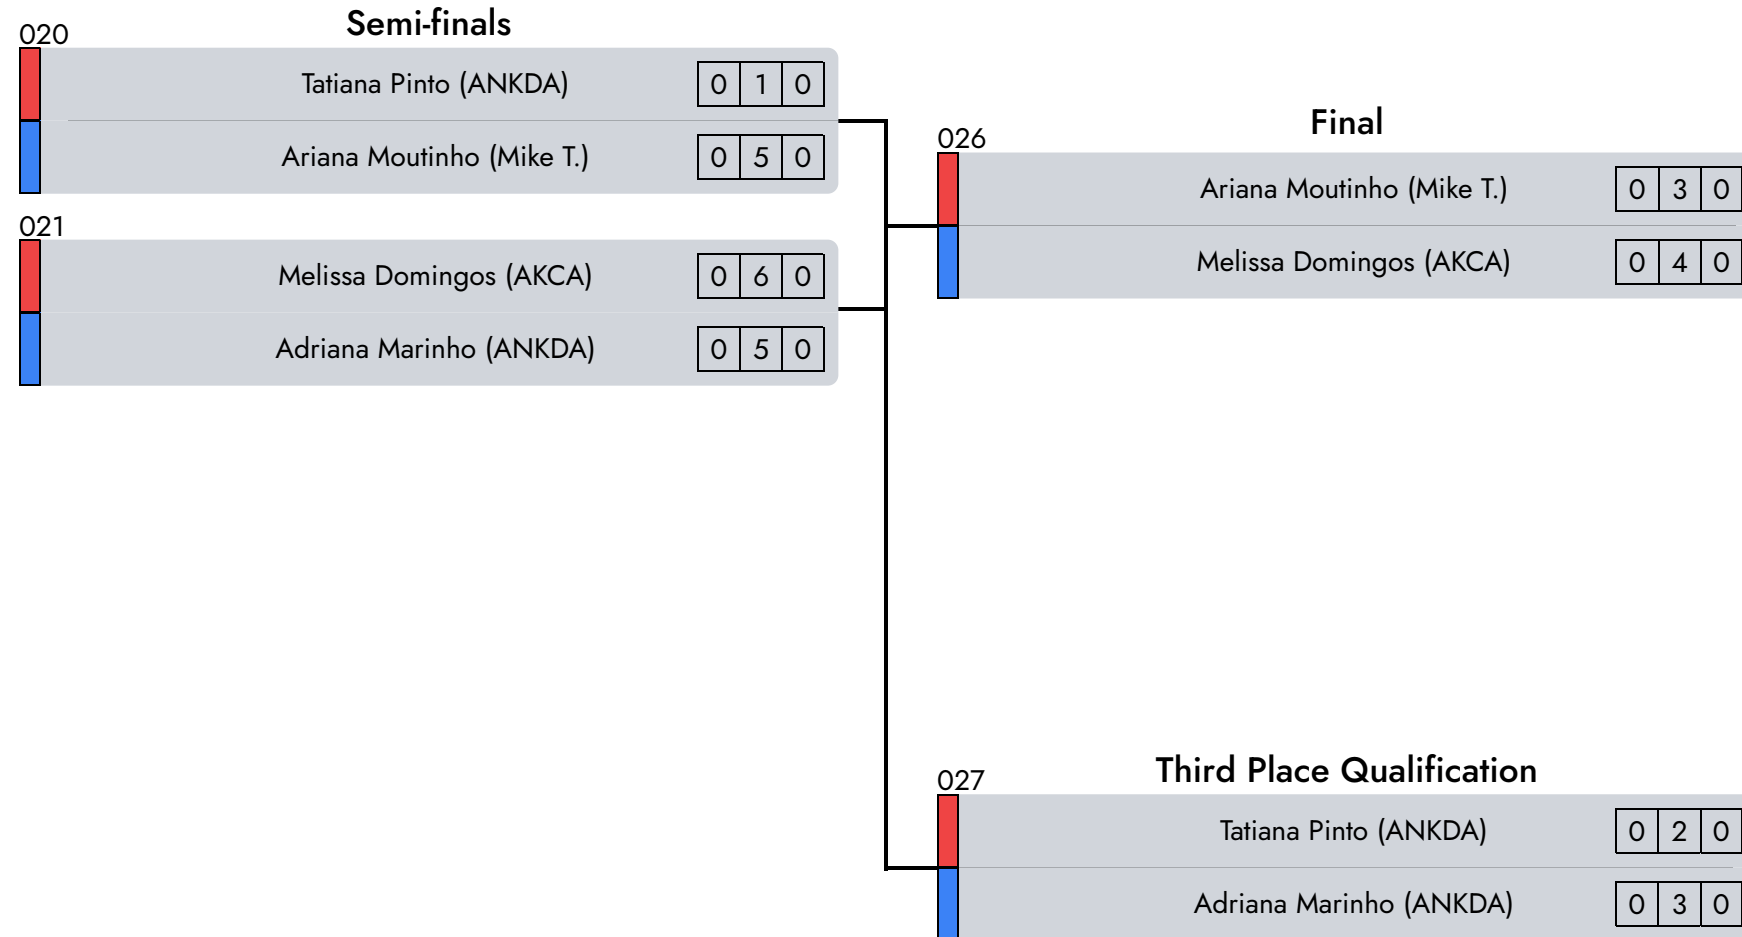 Semi-finals
020
Tatiana Pinto (ANKDA) 0 1 0
Ariana Moutinho (Mike T.) 0 5 0
021
Melissa Domingos (AKCA) 0 6 0
Adriana Marinho (ANKDA) 0 5 0
Final
026
Ariana Moutinho (Mike T.) 0 3 0
Melissa Domingos (AKCA) 0 4 0
Third Place Qualification
027
Tatiana Pinto (ANKDA) 0 2 0
Adriana Marinho (ANKDA) 0 3 0